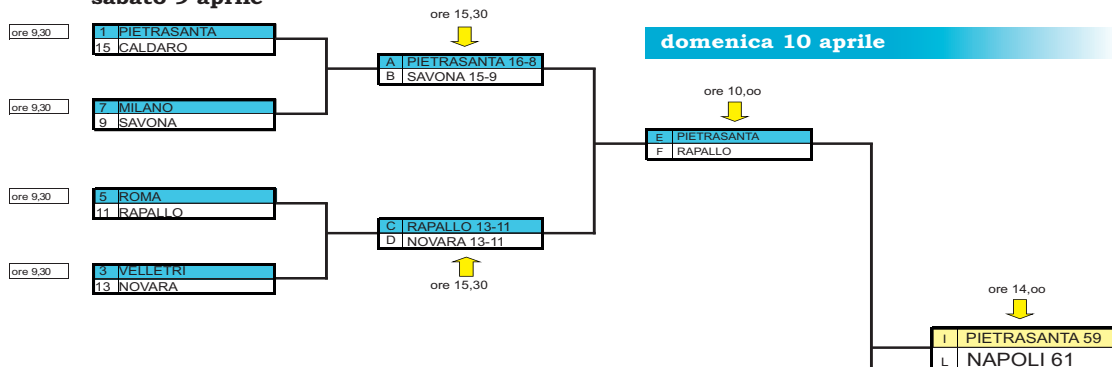 sabato 9 aprile
ore 9,30
1 PIETRASANTA
15 CALDARO
ore 9,30
7 MILANO
9 SAVONA
ore 9,30
5 ROMA
11 RAPALLO
ore 9,30
3 VELLETRI
13 NOVARA
ore 15,30
A PIETRASANTA 16-8
B SAVONA 15-9
C RAPALLO 13-11
D NOVARA 13-11
ore 15,30
domenica 10 aprile
ore 10,oo
E PIETRASANTA
F RAPALLO
ore 14,oo
I PIETRASANTA 59
L NAPOLI 61